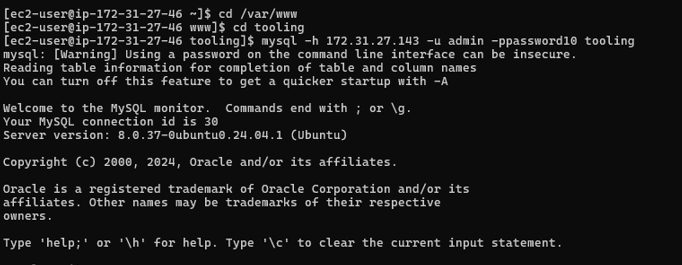 [ec2-user@ip-172-31-27-46 ~]$ cd /var/www
[ec2-user@ip-172-31-27-46 www]$ cd tooling
[ec2-user@ip-172-31-27-46 tooling]$ mysql -h 172.31.27.143 -u admin -ppassword10 tooling
mysql: [Warning] Using a password on the command line interface can be insecure.
Reading table information for completion of table and column names
You can turn off this feature to get a quicker startup with -A

Welcome to the MySQL monitor.  Commands end with ; or \g.
Your MySQL connection id is 30
Server version: 8.0.37-0ubuntu0.24.04.1 (Ubuntu)

Copyright (c) 2000, 2024, Oracle and/or its affiliates.

Oracle is a registered trademark of Oracle Corporation and/or its
affiliates. Other names may be trademarks of their respective
owners.

Type 'help;' or '\h' for help. Type '\c' to clear the current input statement.